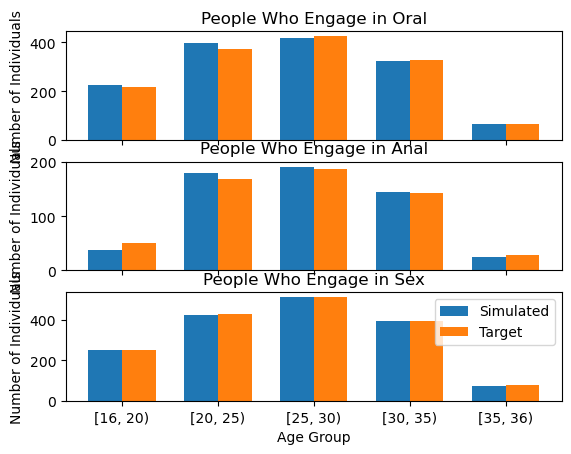 People Who Engage in Oral
Number of Individuals
400
200
0
People Who Engage in Anal
Number of Individuals
200
100
0
People Who Engage in Sex
Number of Individuals
400
200
0
Simulated
Target
[16, 20)
[20, 25)
[25, 30)
[30, 35)
[35, 36)
Age Group